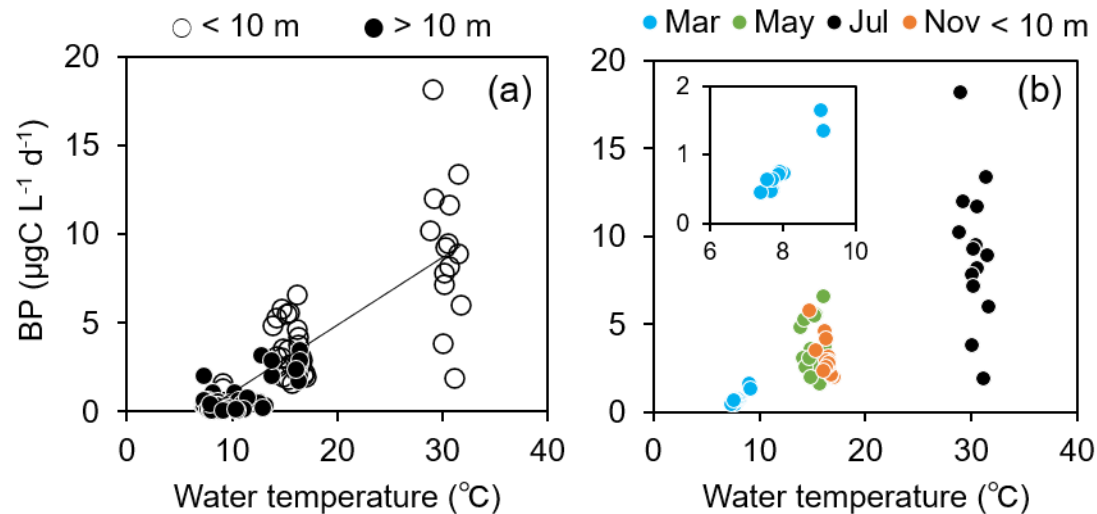 < 10 m > 10 m
Mar May Jul Nov < 10 m
(a)
BP (µgC L⁻¹ d⁻¹)
20
15
10
5
0
0 10 20 30 40
Water temperature (℃)
(b)
20
15
10
5
0
2
1
0
6 8 10
0 10 20 30 40
Water temperature (℃)